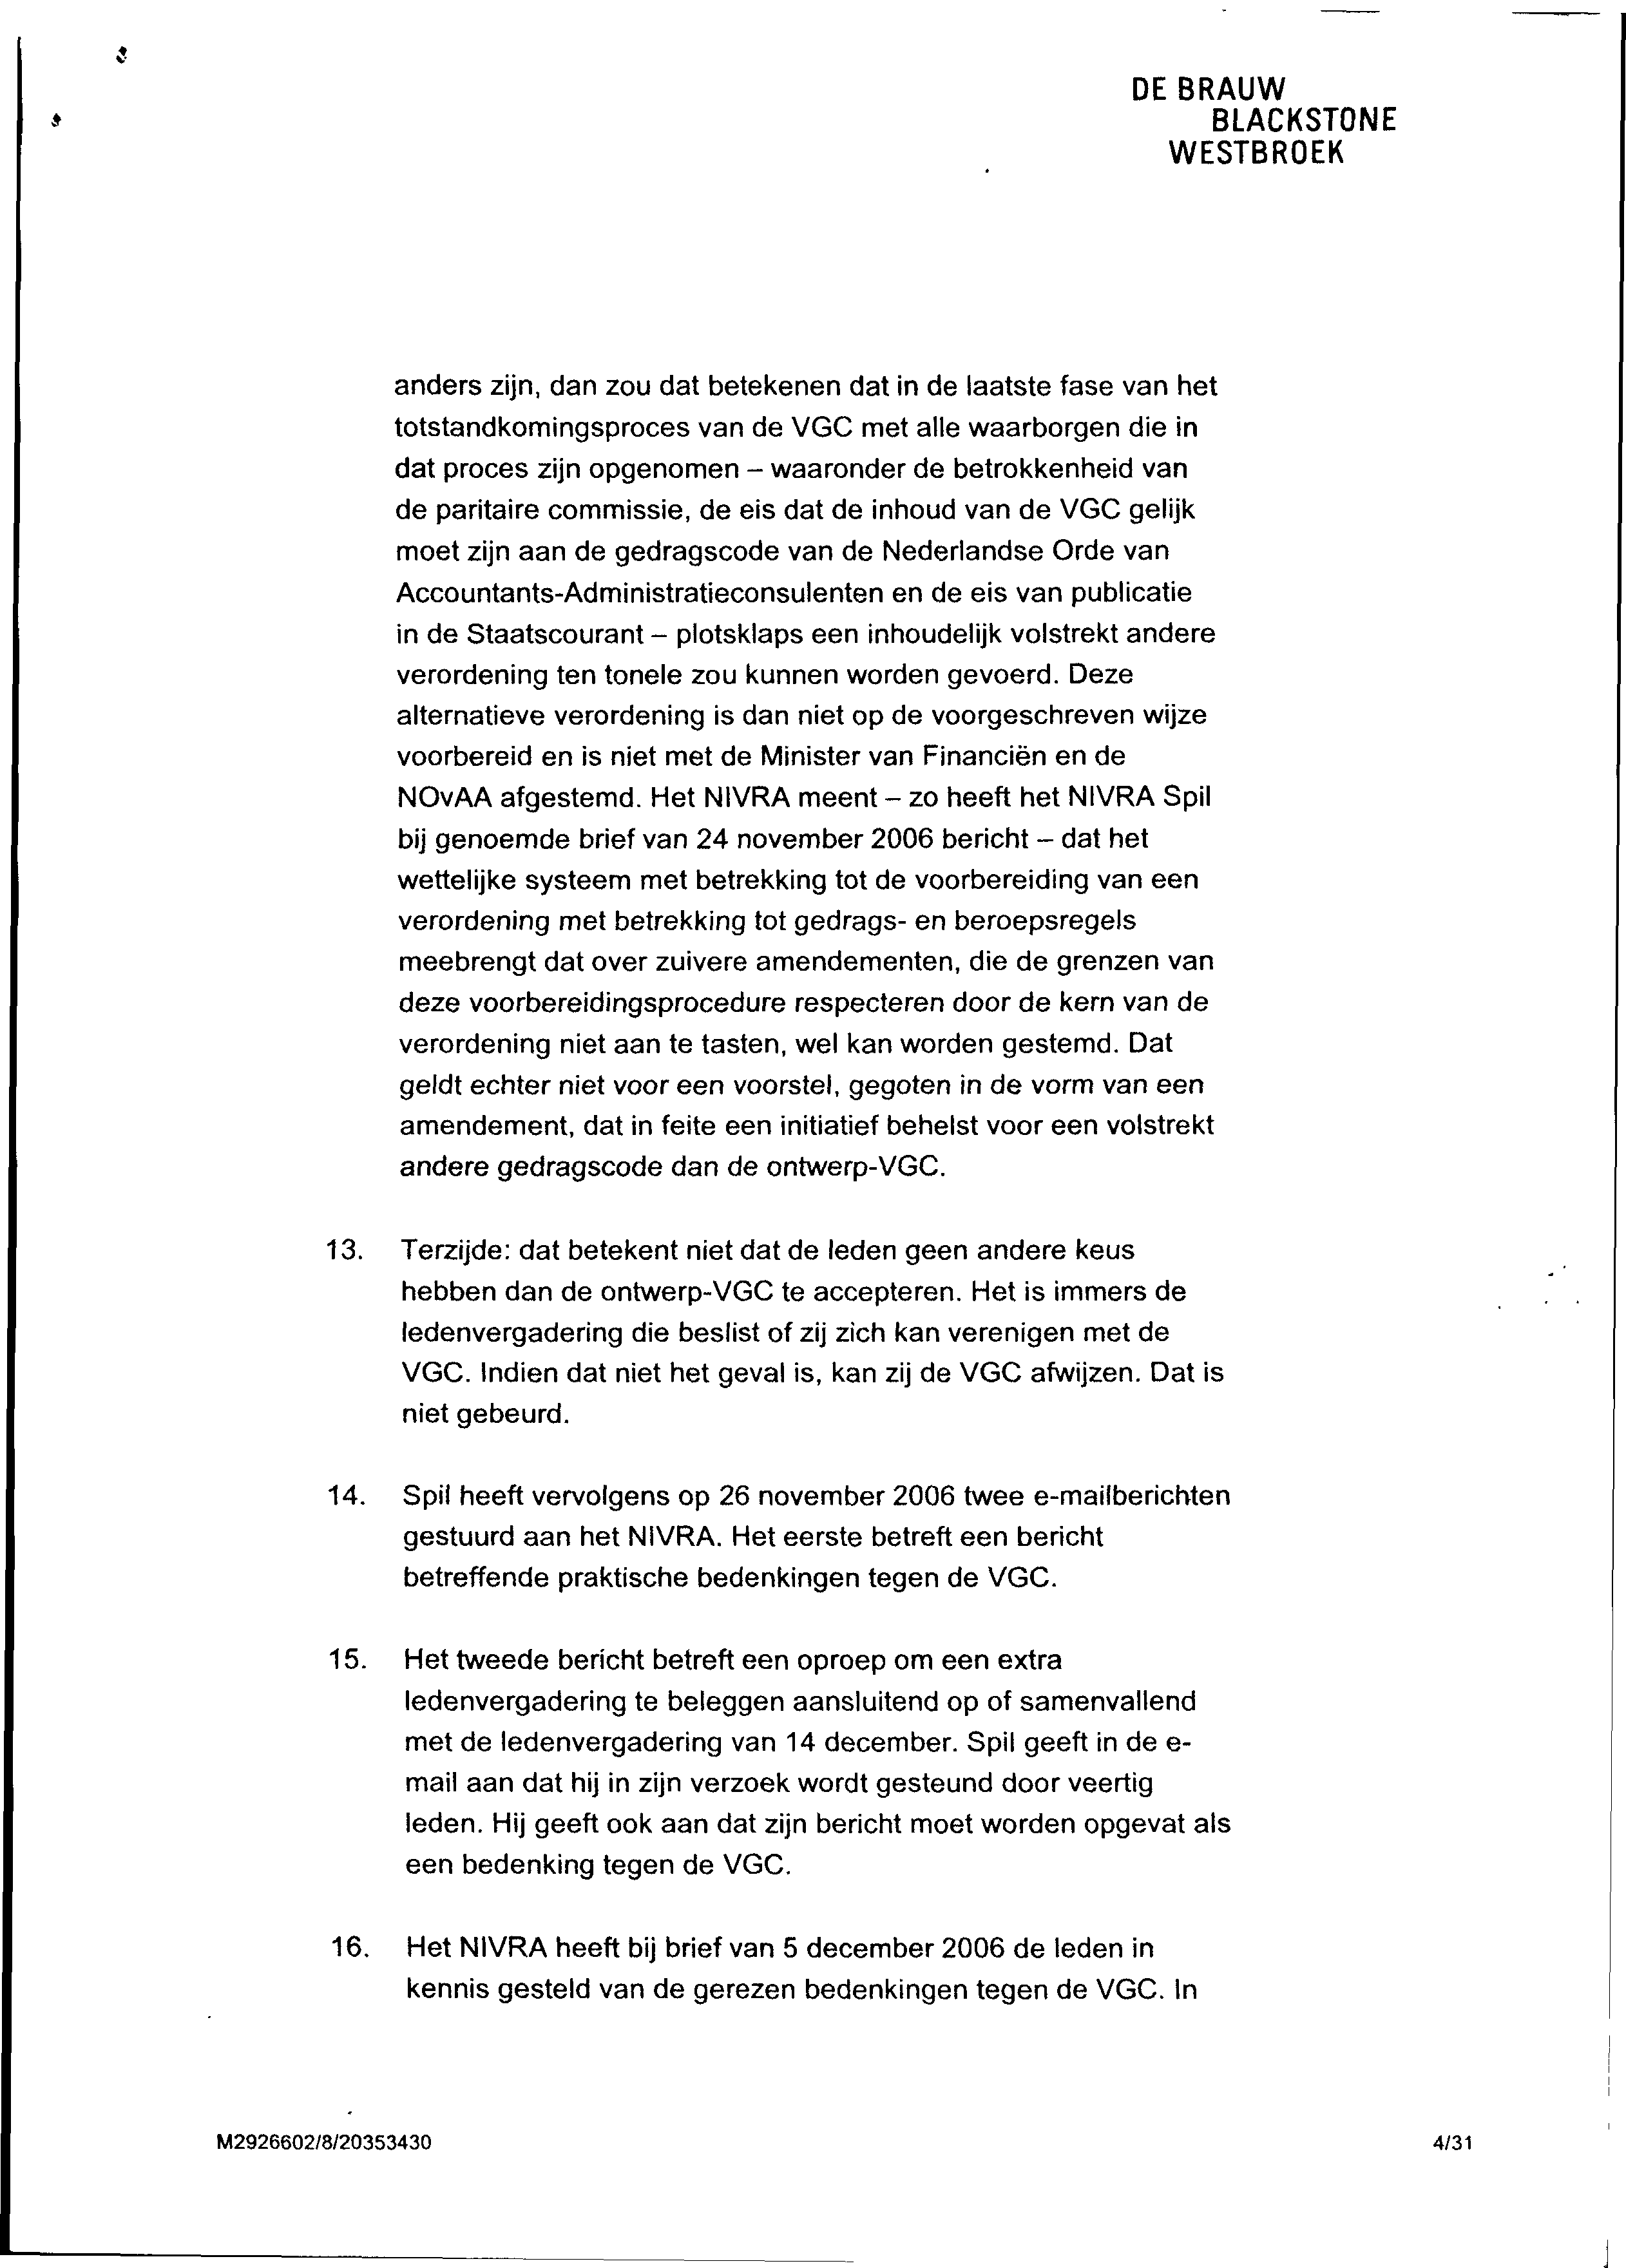 DE BRAUW
BLACKSTONE
WESTBROEK
anders zijn, dan zou dat betekenen dat in de laatste fase van het
totstandkomingsproces van de VGC met alle waarborgen die in
dat proces zijn opgenomen – waaronder de betrokkenheid van
de paritaire commissie, de eis dat de inhoud van de VGC gelijk
moet zijn aan de gedragscode van de Nederlandse Orde van
Accountants-Administratieconsulenten en de eis van publicatie
in de Staatscourant – plotsklaps een inhoudelijk volstrekt andere
verordening ten tonele zou kunnen worden gevoerd. Deze
alternatieve verordening is dan niet op de voorgeschreven wijze
voorbereid en is niet met de Minister van Financiën en de
NOvAA afgestemd. Het NIVRA meent – zo heeft het NIVRA Spil
bij genoemde brief van 24 november 2006 bericht – dat het
wettelijke systeem met betrekking tot de voorbereiding van een
verordening met betrekking tot gedrags- en beroepsregels
meebrengt dat over zuivere amendementen, die de grenzen van
deze voorbereidingsprocedure respecteren door de kern van de
verordening niet aan te tasten, wel kan worden gestemd. Dat
geldt echter niet voor een voorstel, gegoten in de vorm van een
amendement, dat in feite een initiatief behelst voor een volstrekt
andere gedragscode dan de ontwerp-VGC.
13. Terzijde: dat betekent niet dat de leden geen andere keus
hebben dan de ontwerp-VGC te accepteren. Het is immers de
ledenvergadering die beslist of zij zich kan verenigen met de
VGC. Indien dat niet het geval is, kan zij de VGC afwijzen. Dat is
niet gebeurd.
14. Spil heeft vervolgens op 26 november 2006 twee e-mailberichten
gestuurd aan het NIVRA. Het eerste betreft een bericht
betreffende praktische bedenkingen tegen de VGC.
15. Het tweede bericht betreft een oproep om een extra
ledenvergadering te beleggen aansluitend op of samenvallend
met de ledenvergadering van 14 december. Spil geeft in de e-
mail aan dat hij in zijn verzoek wordt gesteund door veertig
leden. Hij geeft ook aan dat zijn bericht moet worden opgevat als
een bedenking tegen de VGC.
16. Het NIVRA heeft bij brief van 5 december 2006 de leden in
kennis gesteld van de gerezen bedenkingen tegen de VGC. In
M2926602/8/20353430 4/31